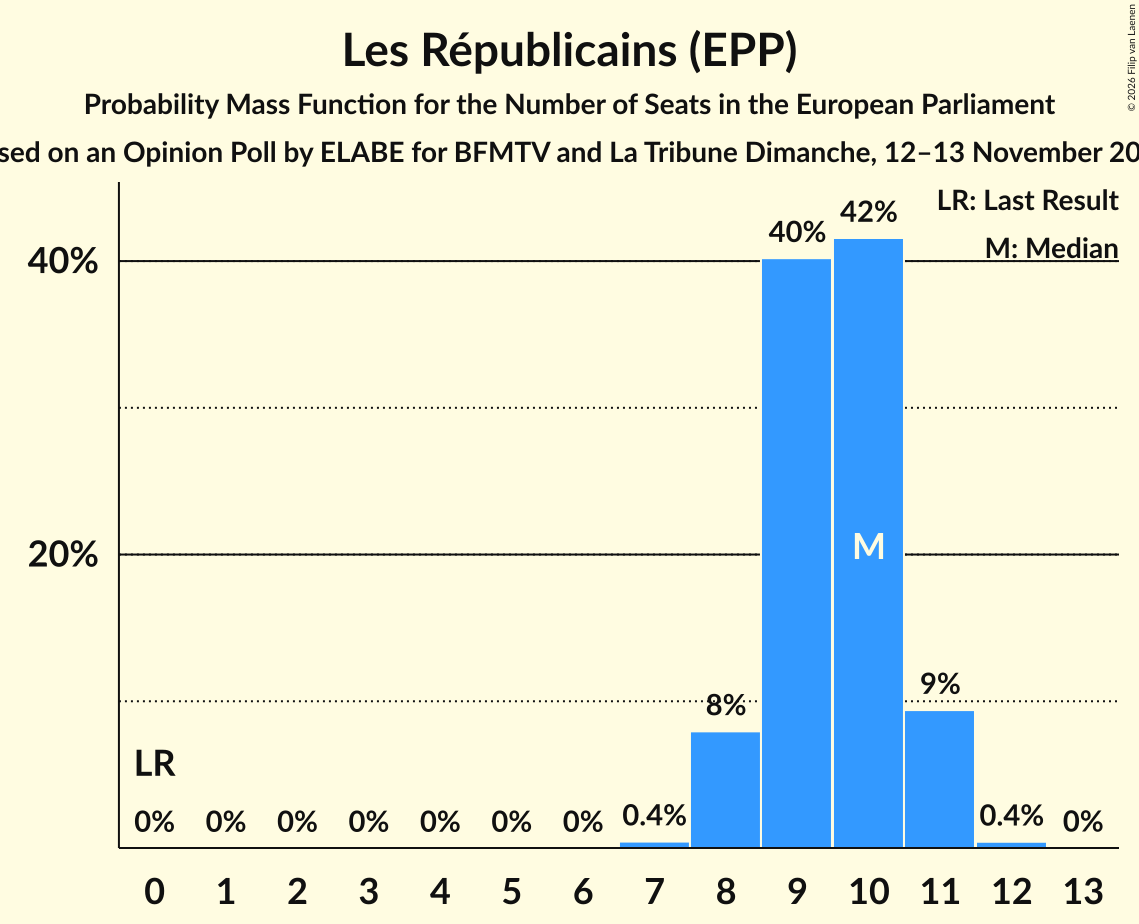 Les Républicains (EPP)
Probability Mass Function for the Number of Seats in the European Parliament
sed on an Opinion Poll by ELABE for BFMTV and La Tribune Dimanche, 12–13 November 20
© 2026 Filip van Laenen
LR: Last Result
M: Median
40%
20%
40%
42%
M
8%
9%
LR
0%
0%
0%
0%
0%
0%
0%
0.4%
0.4%
0%
0 1 2 3 4 5 6 7 8 9 10 11 12 13